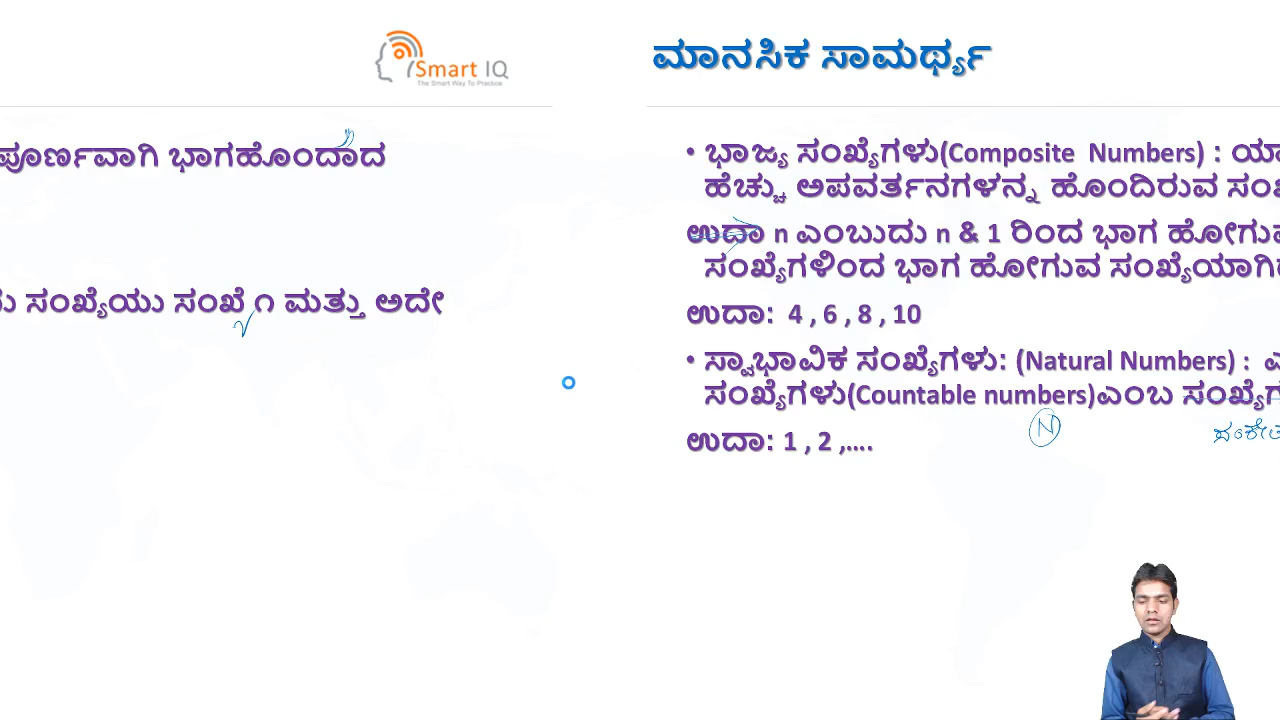 Smart IQ
The Smart Way To Practice
ಪೂರ್ಣವಾಗಿ ಭಾಗಹೊಂದಾದ
ಸಂಖ್ಯೆಯು ಸಂಖೆ ೧ ಮತ್ತು ಅದೇ
ಮಾನಸಿಕ ಸಾಮರ್ಥ್ಯ
• ಭಾಜ್ಯ ಸಂಖ್ಯೆಗಳು(Composite Numbers) :
ಹೆಚ್ಚು ಅಪವರ್ತನಗಳನ್ನು ಹೊಂದಿರುವ
ಉದಾ n ಎಂಬುದು n & 1 ರಿಂದ ಭಾಗ
ಸಂಖ್ಯೆಗಳಿಂದ ಭಾಗ ಹೋಗುವ
ಉದಾ: 4 , 6 , 8 , 10
• ಸ್ವಾಭಾವಿಕ ಸಂಖ್ಯೆಗಳು: (Natural Numbers) :
ಸಂಖ್ಯೆಗಳು(Countable numbers)ಎಂಬ
N
ಉದಾ: 1 , 2 ,....